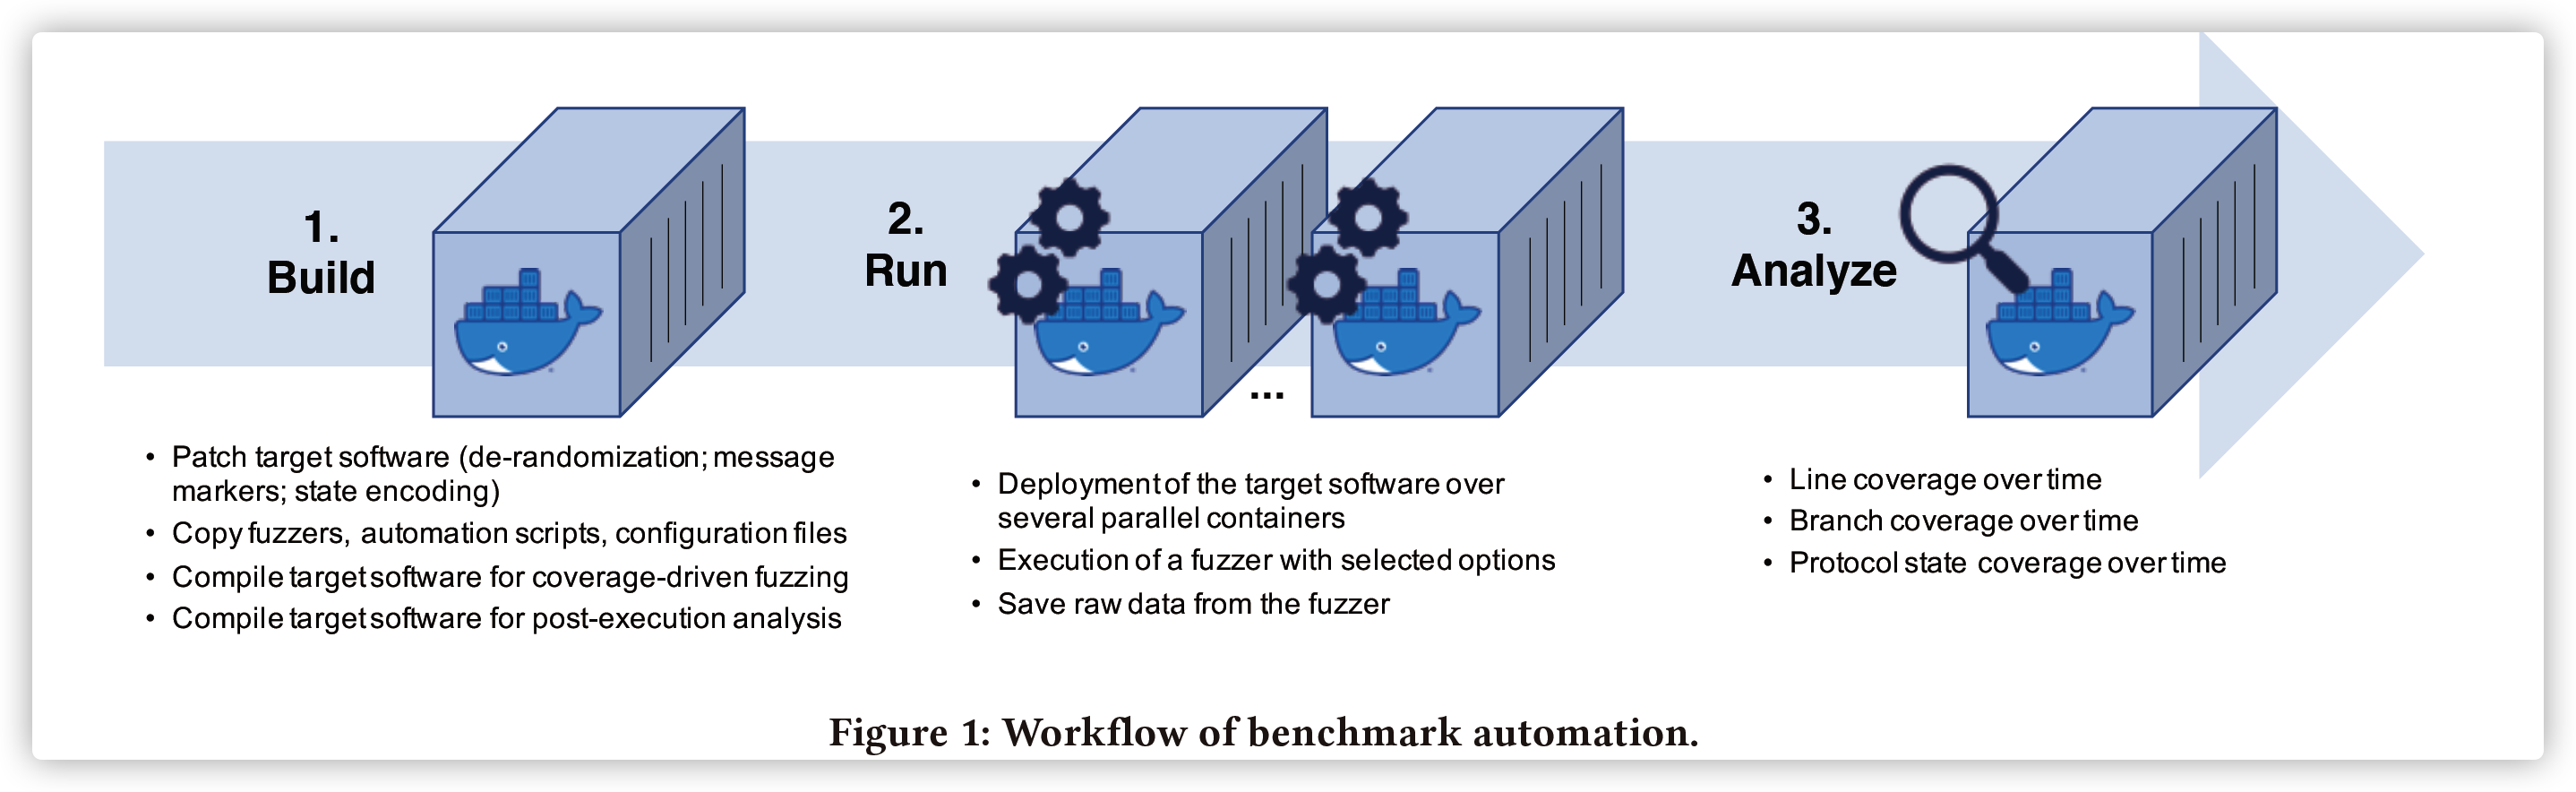 1.
Build
2.
Run
3.
Analyze
...
• Patch target software (de-randomization; message
markers; state encoding)
• Copy fuzzers, automation scripts, configuration files
• Compile target software for coverage-driven fuzzing
• Compile target software for post-execution analysis
• Deployment of the target software over
several parallel containers
• Execution of a fuzzer with selected options
• Save raw data from the fuzzer
• Line coverage over time
• Branch coverage over time
• Protocol state coverage over time
Figure 1: Workflow of benchmark automation.